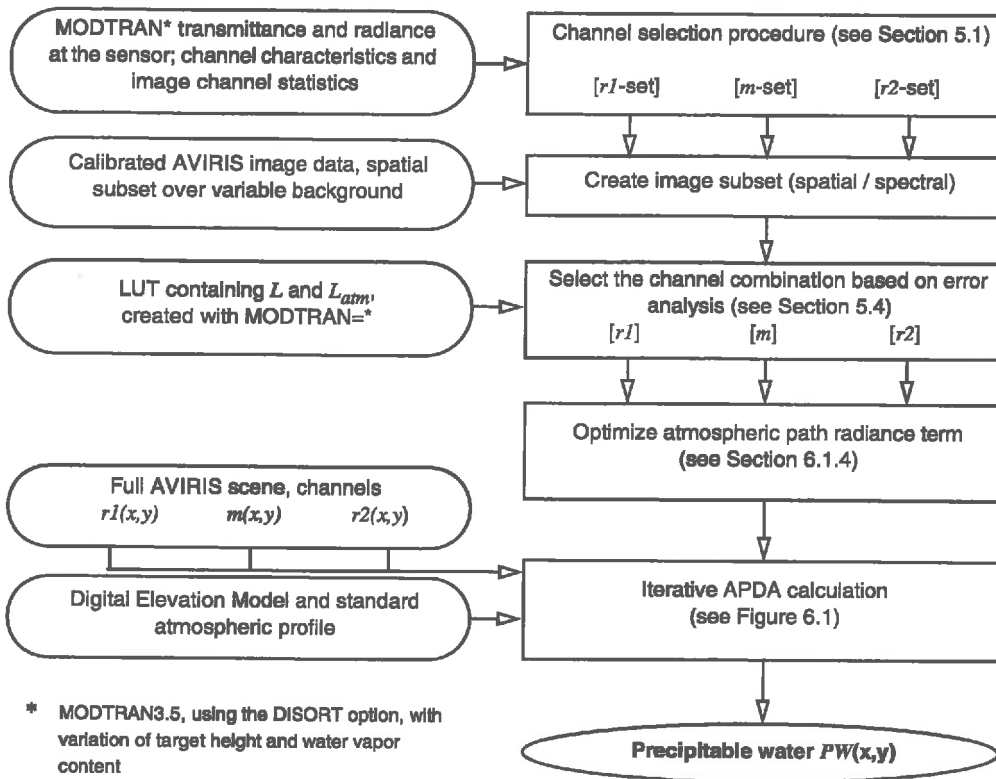 MODTRAN* transmittance and radiance
at the sensor; channel characteristics and
image channel statistics
Channel selection procedure (see Section 5.1)
[r1-set] [m-set] [r2-set]
Calibrated AVIRIS image data, spatial
subset over variable background
Create image subset (spatial / spectral)
LUT containing L and Latm,
created with MODTRAN=*
Select the channel combination based on error
analysis (see Section 5.4)
[r1] [m] [r2]
Optimize atmospheric path radiance term
(see Section 6.1.4)
Full AVIRIS scene, channels
r1(x,y) m(x,y) r2(x,y)
Digital Elevation Model and standard
atmospheric profile
Iterative APDA calculation
(see Figure 6.1)
* MODTRAN3.5, using the DISORT option, with
variation of target height and water vapor
content
Precipitable water PW(x,y)